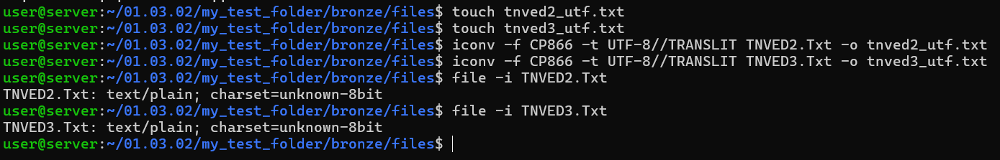 user@server:~/01.03.02/my_test_folder/bronze/files$ touch tnved2_utf.txt
user@server:~/01.03.02/my_test_folder/bronze/files$ touch tnved3_utf.txt
user@server:~/01.03.02/my_test_folder/bronze/files$ iconv -f CP866 -t UTF-8//TRANSLIT TNVED2.Txt -o tnved2_utf.txt
user@server:~/01.03.02/my_test_folder/bronze/files$ iconv -f CP866 -t UTF-8//TRANSLIT TNVED3.Txt -o tnved3_utf.txt
user@server:~/01.03.02/my_test_folder/bronze/files$ file -i TNVED2.Txt
TNVED2.Txt: text/plain; charset=unknown-8bit
user@server:~/01.03.02/my_test_folder/bronze/files$ file -i TNVED3.Txt
TNVED3.Txt: text/plain; charset=unknown-8bit
user@server:~/01.03.02/my_test_folder/bronze/files$